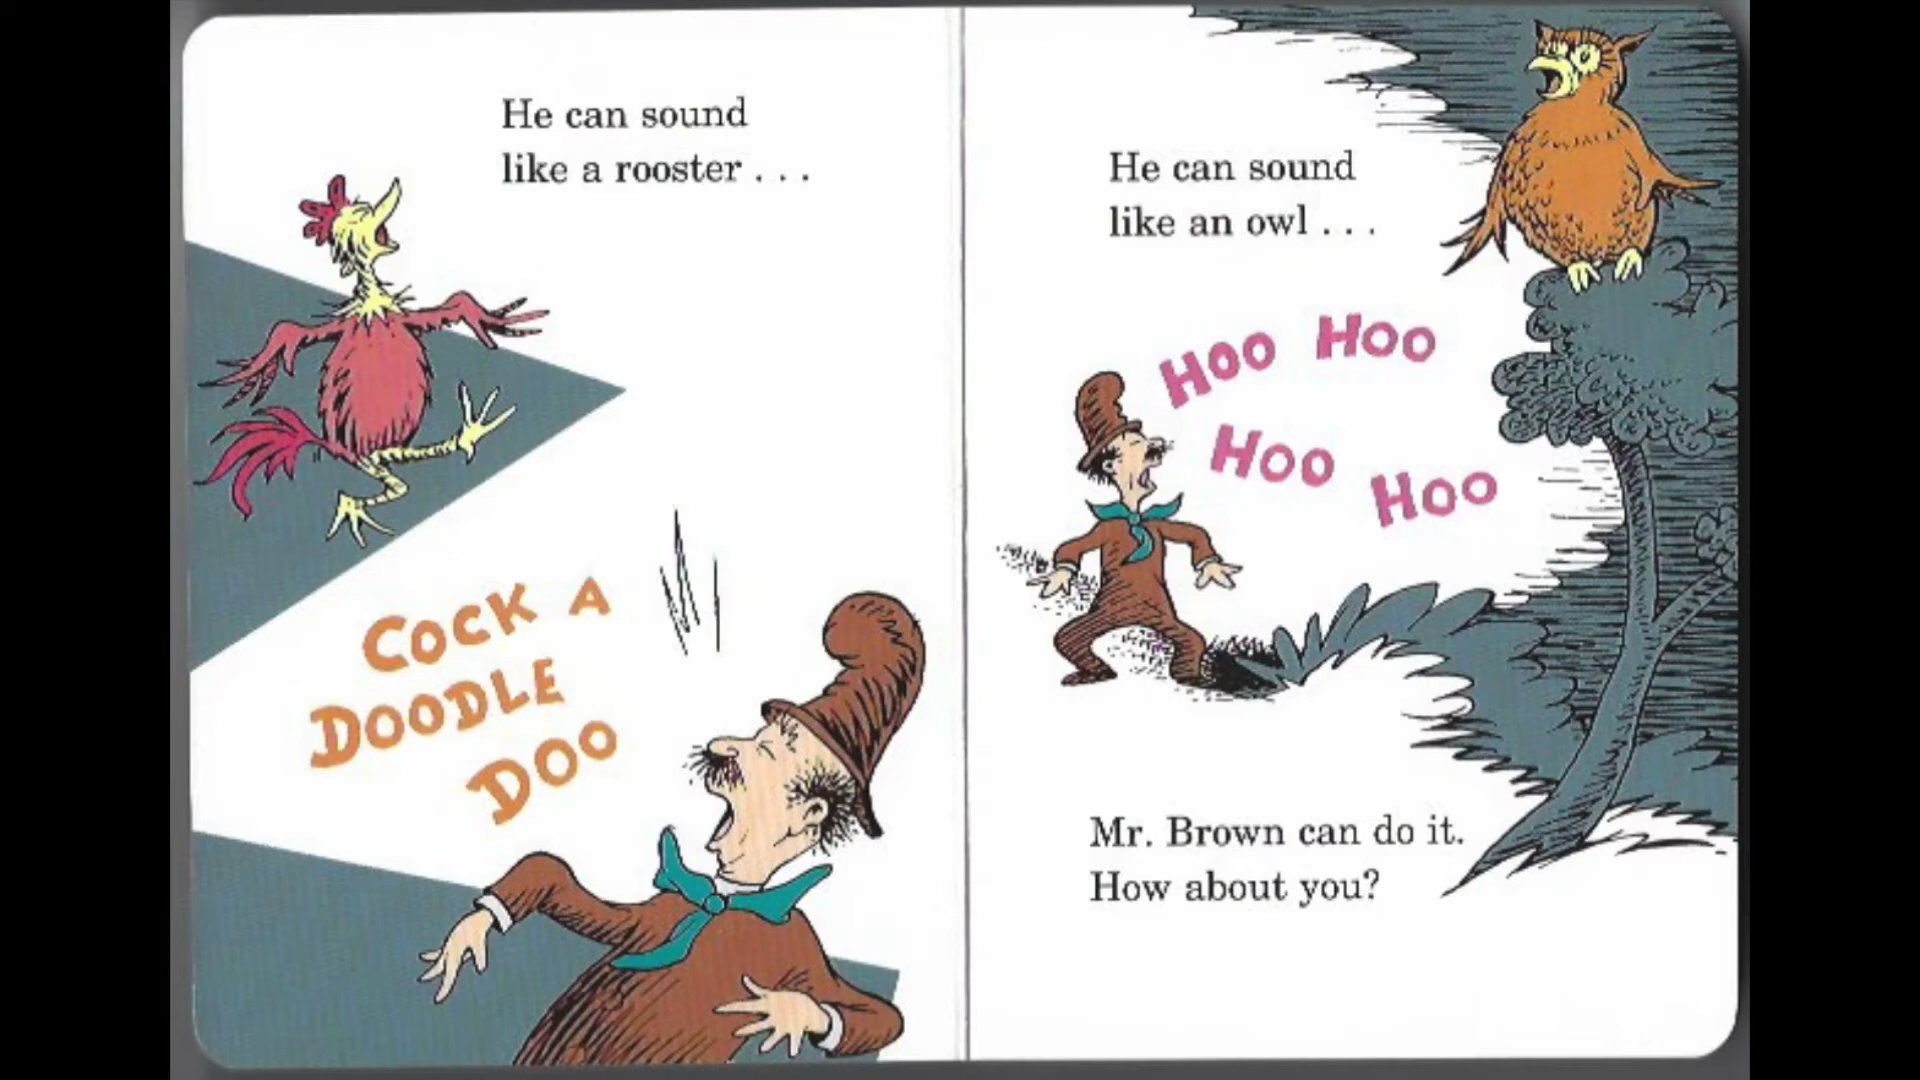 He can sound
like a rooster . . .
COCK A
DOODLE
DOO
He can sound
like an owl . . .
HOO HOO
HOO HOO
Mr. Brown can do it.
How about you?